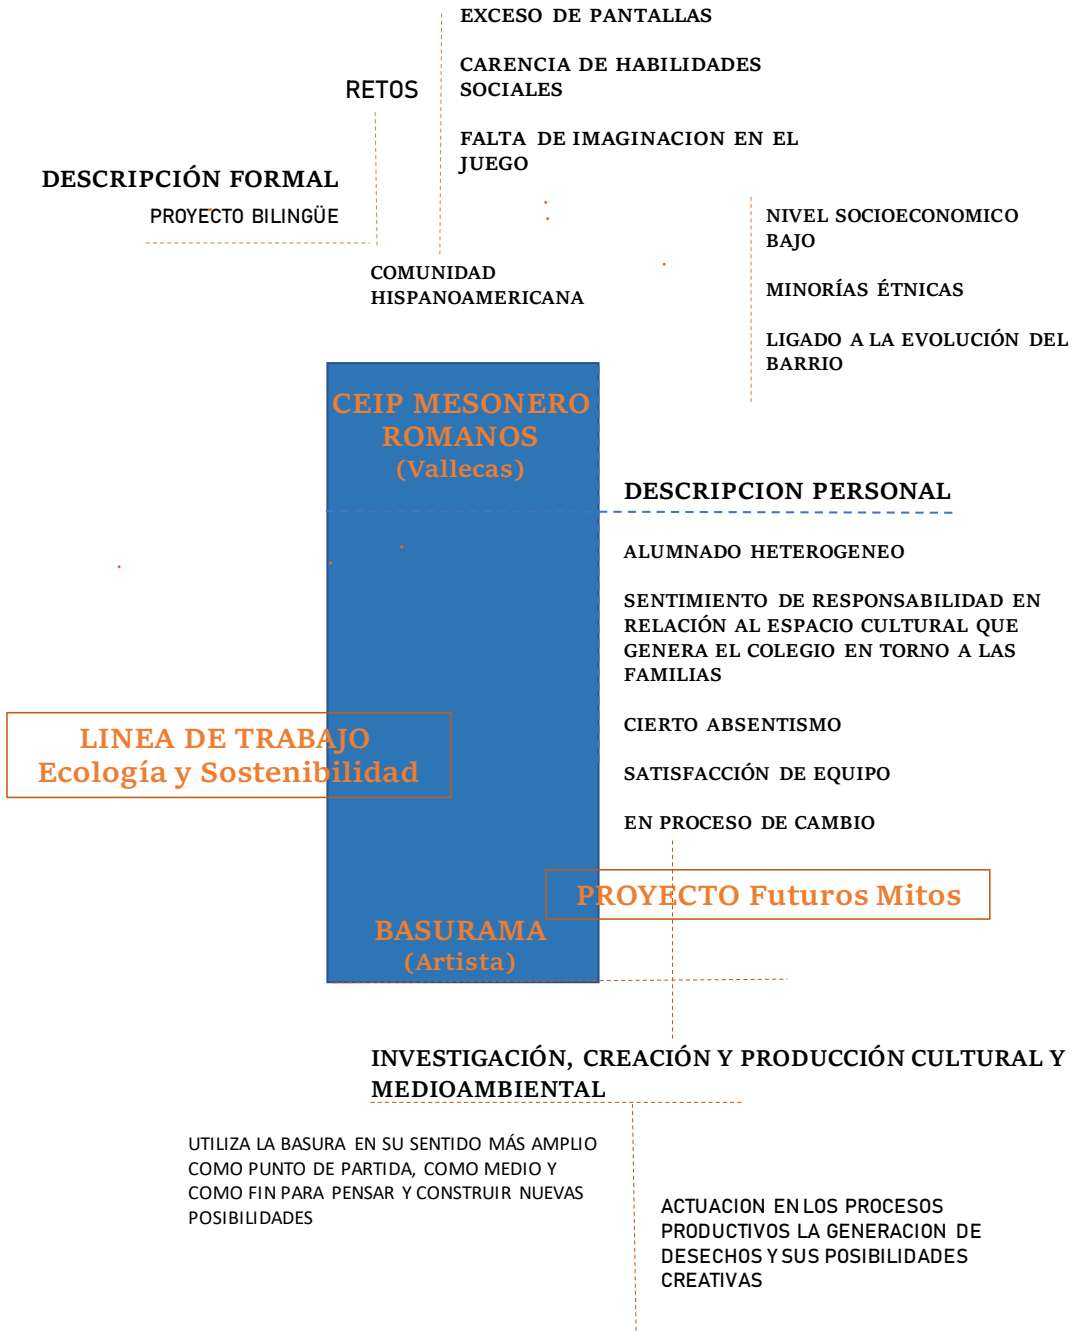 EXCESO DE PANTALLAS
CARENCIA DE HABILIDADES
SOCIALES
RETOS
FALTA DE IMAGINACION EN EL
JUEGO
DESCRIPCIÓN FORMAL
PROYECTO BILINGÜE
NIVEL SOCIOECONOMICO
BAJO
MINORÍAS ÉTNICAS
LIGADO A LA EVOLUCIÓN DEL
BARRIO
COMUNIDAD
HISPANOAMERICANA
CEIP MESONERO
ROMANOS
(Vallecas)
DESCRIPCION PERSONAL
ALUMNADO HETEROGENEO
SENTIMIENTO DE RESPONSABILIDAD EN
RELACIÓN AL ESPACIO CULTURAL QUE
GENERA EL COLEGIO EN TORNO A LAS
FAMILIAS
CIERTO ABSENTISMO
SATISFACCIÓN DE EQUIPO
EN PROCESO DE CAMBIO
LINEA DE TRABAJO
Ecología y Sostenibilidad
PROYECTO Futuros Mitos
BASURAMA
(Artista)
INVESTIGACIÓN, CREACIÓN Y PRODUCCIÓN CULTURAL Y
MEDIOAMBIENTAL
UTILIZA LA BASURA EN SU SENTIDO MÁS AMPLIO
COMO PUNTO DE PARTIDA, COMO MEDIO Y
COMO FIN PARA PENSAR Y CONSTRUIR NUEVAS
POSIBILIDADES
ACTUACION EN LOS PROCESOS
PRODUCTIVOS LA GENERACION DE
DESECHOS Y SUS POSIBILIDADES
CREATIVAS